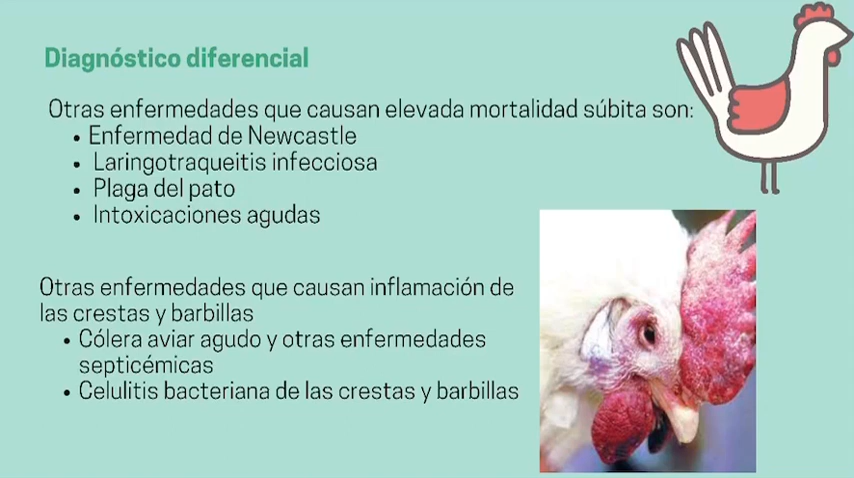 Diagnóstico diferencial
Otras enfermedades que causan elevada mortalidad súbita son:
• Enfermedad de Newcastle
• Laringotraqueitis infecciosa
• Plaga del pato
• Intoxicaciones agudas
Otras enfermedades que causan inflamación de
las crestas y barbillas
• Cólera aviar agudo y otras enfermedades
septicémicas
• Celulitis bacteriana de las crestas y barbillas